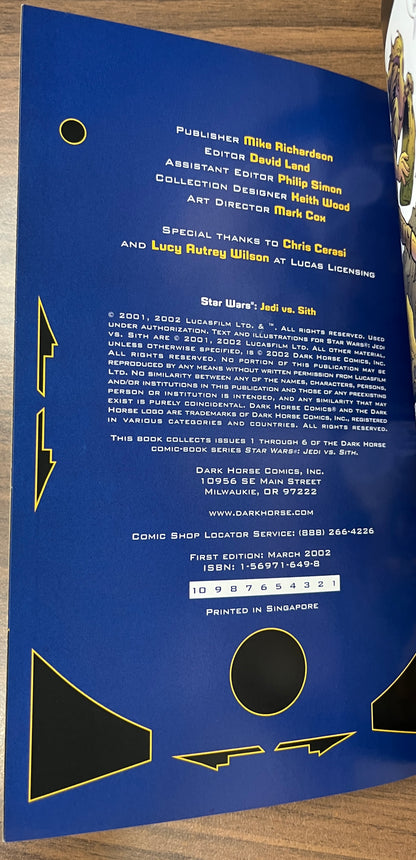 Publisher Mike Richardson
Editor David Land
Assistant Editor Philip Simon
Collection Designer Keith Wood
Art Director Mark Cox
Special thanks to Chris Cerasi
and Lucy Autrey Wilson at Lucas Licensing
Star Wars®: Jedi vs. Sith
© 2001, 2002 Lucasfilm Ltd. & ™. All rights reserved. Used
under authorization. Text and illustrations for Star Wars®: Jedi
vs. Sith are © 2001, 2002 Lucasfilm Ltd. All other material,
unless otherwise specified, is © 2002 Dark Horse Comics, Inc.
All rights reserved. No portion of this publication may be
reproduced by any means without written permission from Lucasfilm
Ltd. No similarity between any of the names, characters, persons,
and/or institutions in this publication and those of any preexisting
person or institution is intended, and any similarity that may
exist is purely coincidental. Dark Horse Comics® and the Dark
Horse logo are trademarks of Dark Horse Comics, Inc., registered
in various categories and countries. All rights reserved.
This book collects issues 1 through 6 of the Dark Horse
comic-book series Star Wars®: Jedi vs. Sith.
Dark Horse Comics, Inc.
10956 SE Main Street
Milwaukie, OR 97222
www.darkhorse.com
Comic Shop Locator Service: (888) 266-4226
First edition: March 2002
ISBN: 1-56971-649-8
10 9 8 7 6 5 4 3 2 1
Printed in Singapore